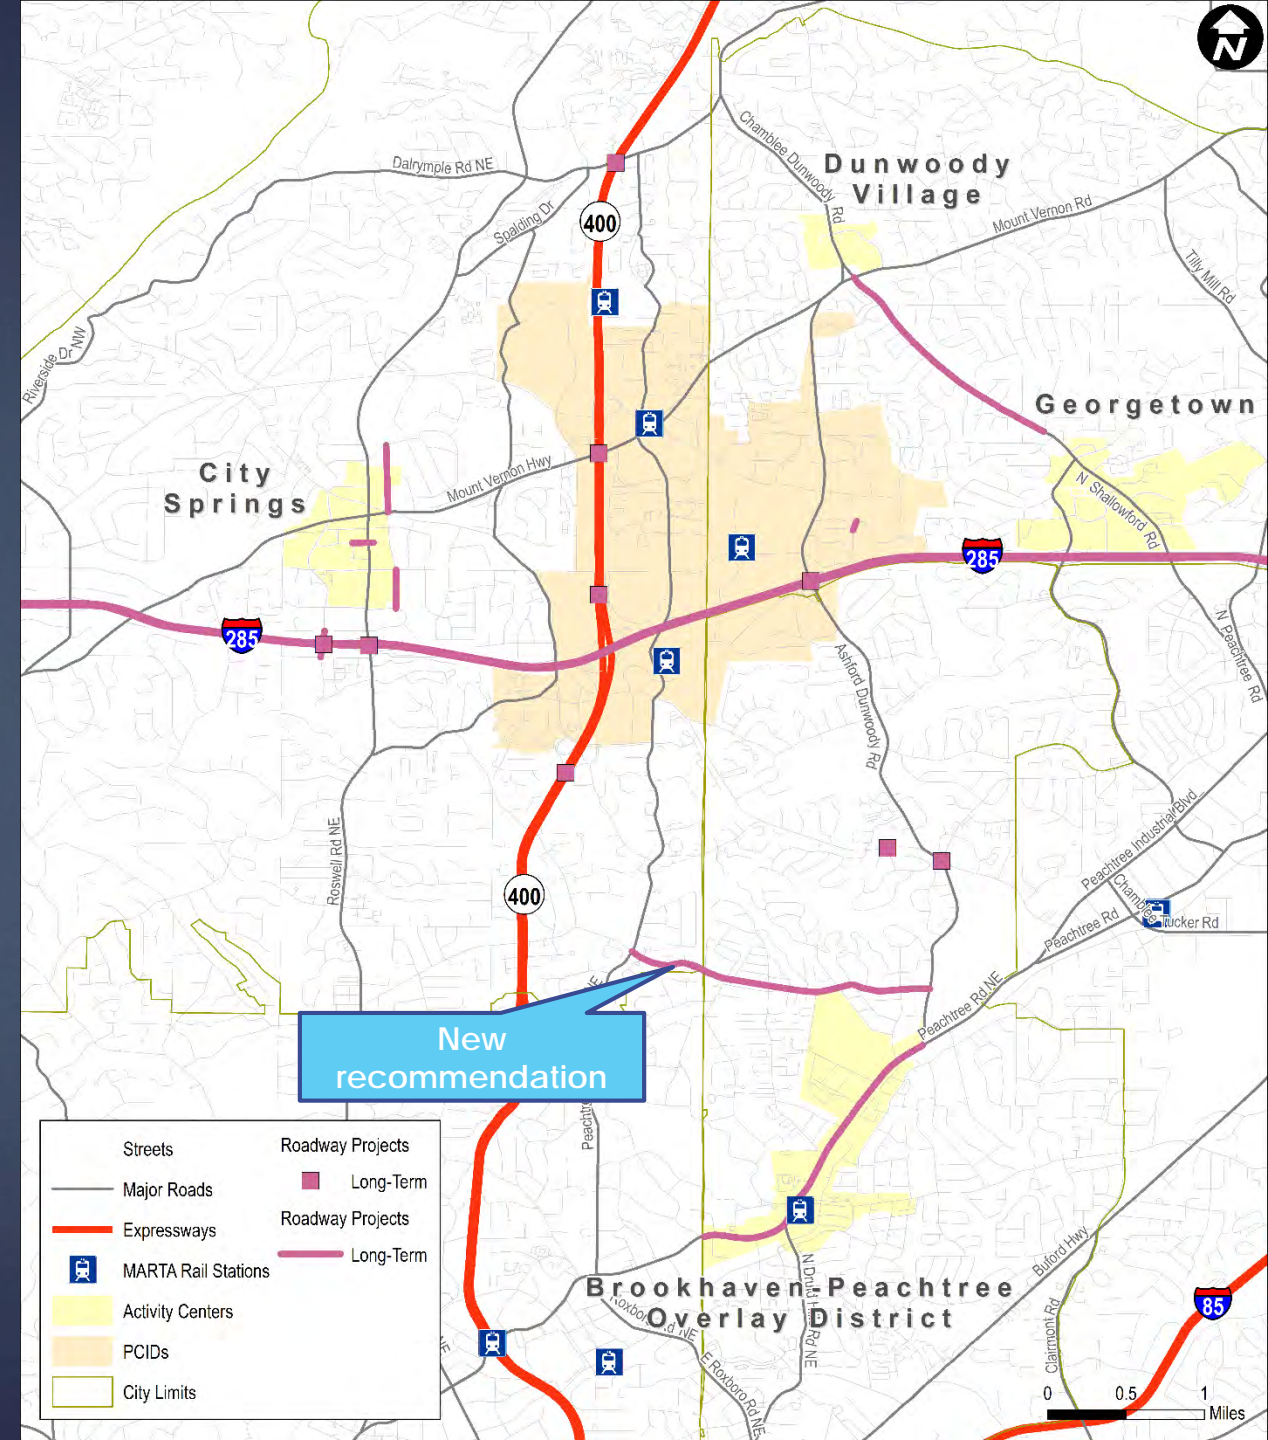 N
Chamblee Dunwoody Rd
Dunwoody
Village
Dalrymple Rd NE
400
Spalding Dr
Mount Vernon Rd
Tilly Mill Rd
Riverside Dr NW
Georgetown
City
Springs
Mount Vernon Hwy
N Shallowford Rd
285
285
N Peachtree Rd
Ashford Dunwoody Rd
Roswell Rd NE
Peachtree Industrial Blvd
400
Chamblee
Tucker Rd
Peachtree Rd
NE
Peachtree Rd NE
New
recommendation
Streets
Major Roads
Expressways
MARTA Rail Stations
Activity Centers
PCIDs
City Limits
Roadway Projects
Long-Term
Roadway Projects
Long-Term
Buford Hwy
Brookhaven-Peachtree
Overlay District
E Roxboro Rd NE
NE
Clairmont Rd
85
0 0.5 1
Miles